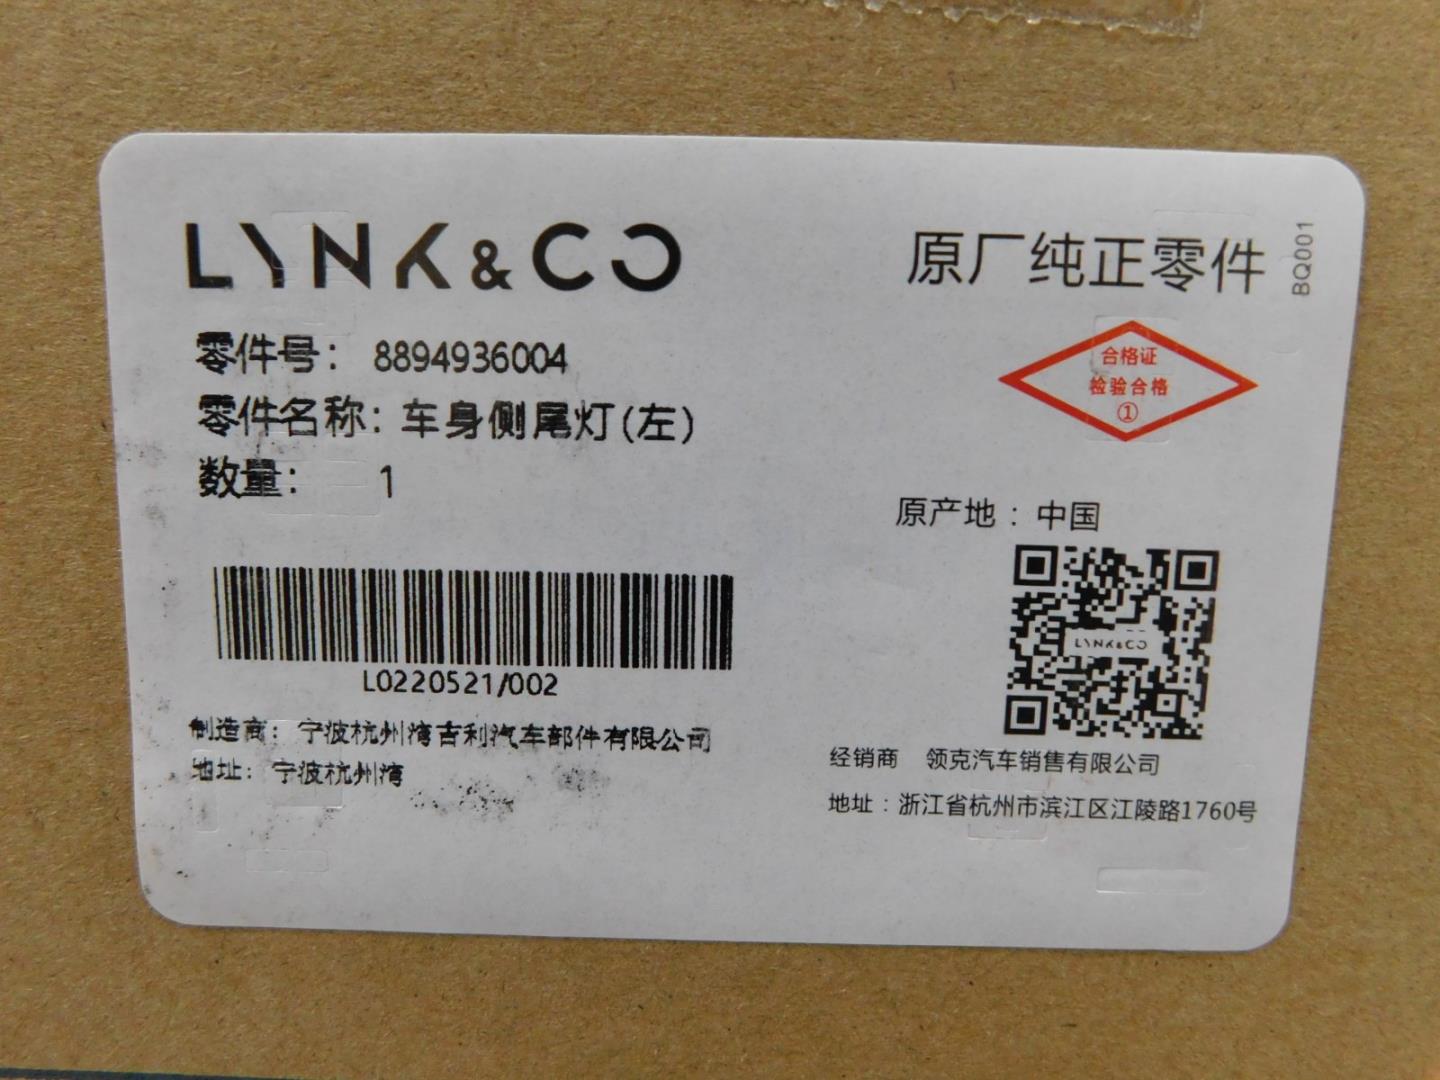 LYNK&CO
原厂纯正零件
BQ001
零件号： 8894936004
零件名称：车身侧尾灯(左)
数量： 1
合格证
检验合格
①
原产地：中国
LYNK&CO
L0220521/002
制造商：宁波杭州湾吉利汽车部件有限公司
地址：宁波杭州湾
经销商 领克汽车销售有限公司
地址：浙江省杭州市滨江区江陵路1760号